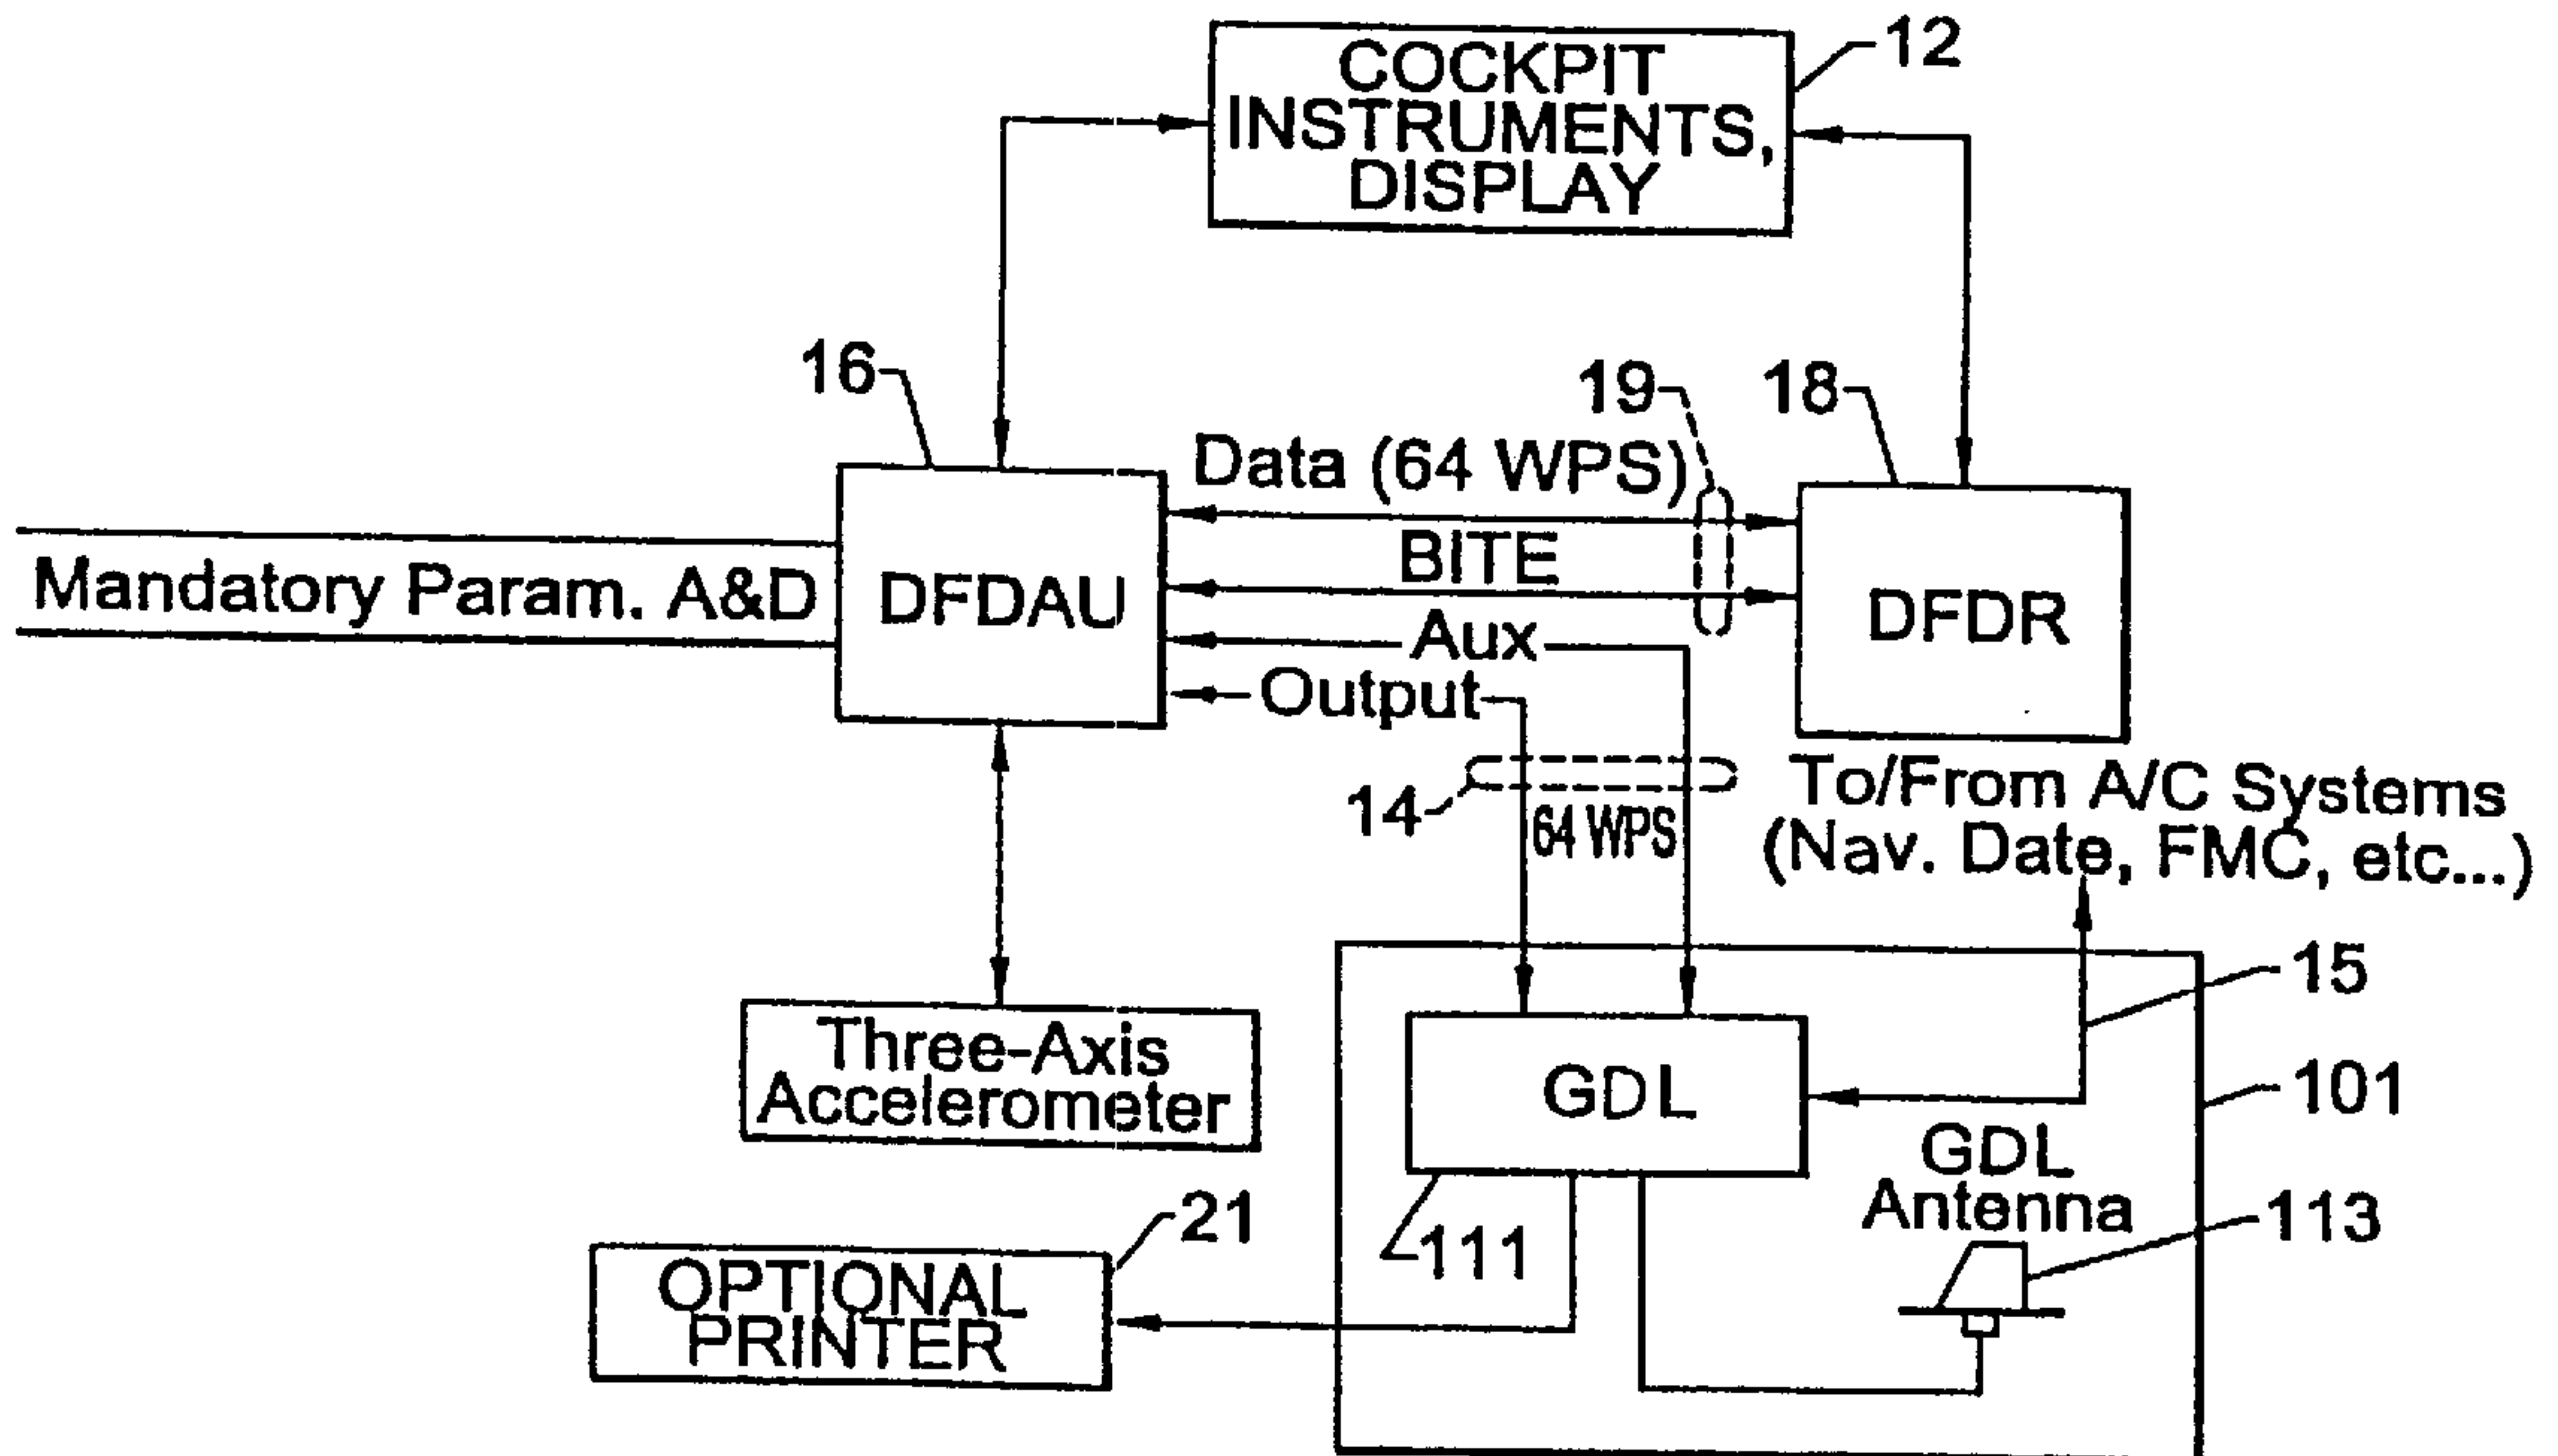 COCKPIT
INSTRUMENTS,
DISPLAY
12
16
19
18
Data (64 WPS)
BITE
Mandatory Param. A&D
DFDAU
DFDR
Aux
Output
14
64 WPS
To/From A/C Systems
(Nav. Date, FMC, etc...)
15
Three-Axis
Accelerometer
GDL
101
GDL
Antenna
111
113
21
OPTIONAL
PRINTER